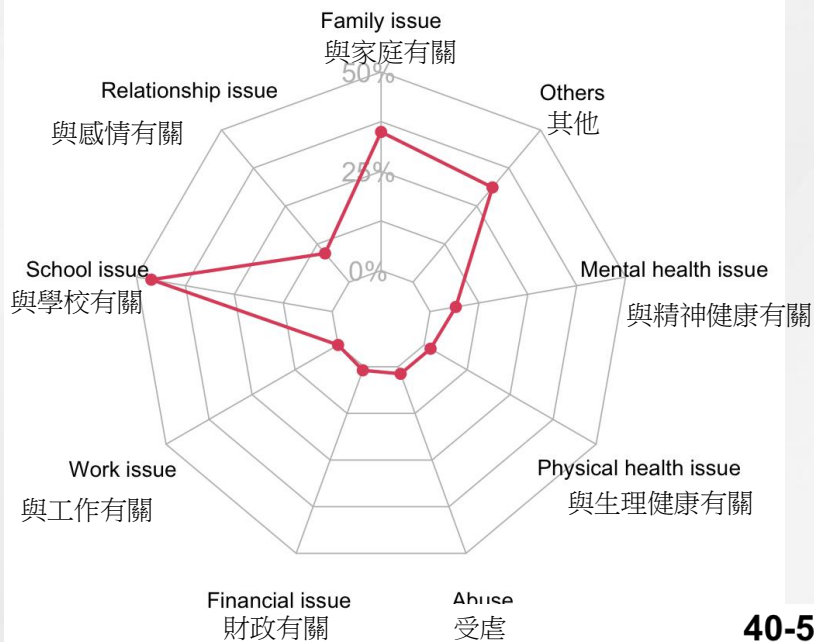 Family issue
與家庭有關
50%
Relationship issue
與感情有關
Others
其他
25%
School issue
與學校有關
0%
Mental health issue
與精神健康有關
Work issue
與工作有關
Physical health issue
與生理健康有關
Financial issue
財政有關
Abuse
受虐
40-5